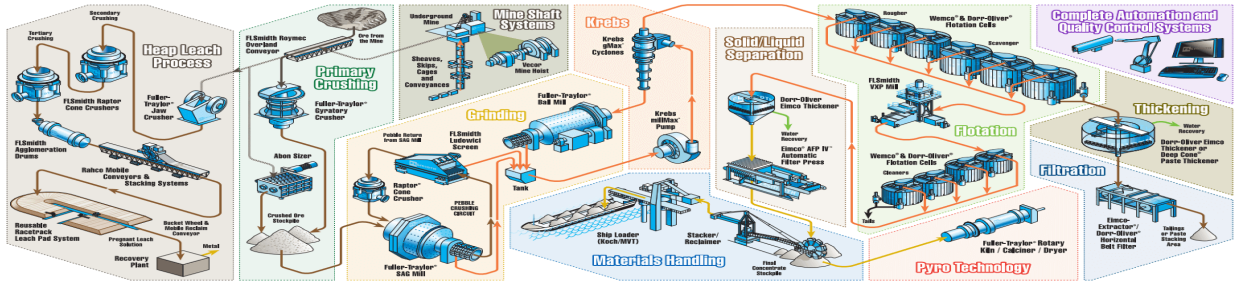 Secondary
Crushing
Tertiary
Crushing
Heap Leach
Process
FLSmidth Raptor
Cone Crushers
Fuller-Traylor®
Jaw
Crusher
FLSmidth
Agglomeration
Drums
Rahco Mobile
Conveyors &
Stacking Systems
Reusable
Racetrack
Leach Pad System
Bucket Wheel &
Mobile Reclaim
Conveyor
Pregnant Leach
Solution
Metal
Recovery
Plant
FLSmidth Raymec
Overland
Conveyor
Ore from
the Mine
Primary
Crushing
Fuller-Traylor®
Gyratory
Crusher
Abon Sizer
Crushed Ore
Stockpile
Mine Shaft
Systems
Underground
Mine
Sheaves,
Skips, Cages
and
Conveyances
Vecor
Mine Hoist
Grinding
Fuller-Traylor®
Ball Mill
Pebble Return
from SAG Mill
FLSmidth
Ludowici
Screen
Tank
Raptor®
Cone
Crusher
PEBBLE
CRUSHING
CIRCUIT
Fuller-Traylor®
SAG Mill
Krebs
Krebs
gMax®
Cyclones
Krebs
millMax™
Pump
Solid/Liquid
Separation
Dorr-Oliver
Eimco Thickener
Water
Recovery
Eimco® AFP IV™
Automatic
Filter Press
Ship Loader
(Koch/MVT)
Stacker/
Reclaimer
Final
Concentrate
Stockpile
Materials Handling
Rougher
Wemco® & Dorr-Oliver®
Flotation Cells
Scavenger
FLSmidth
VXP Mill
Flotation
Wemco® & Dorr-Oliver®
Flotation Cells
Cleaners
Tails
Fuller-Traylor® Rotary
Kiln / Calciner / Dryer
Pyro Technology
Complete Automation and
Quality Control Systems
Thickening
Water
Recovery
Dorr-Oliver Eimco
Thickener or
Deep Cone™
Paste Thickener
Filtration
Eimco-
Extractor®/
Dorr-Oliver®
Horizontal
Belt Filter
Tailings
or Paste
Stacking
Area